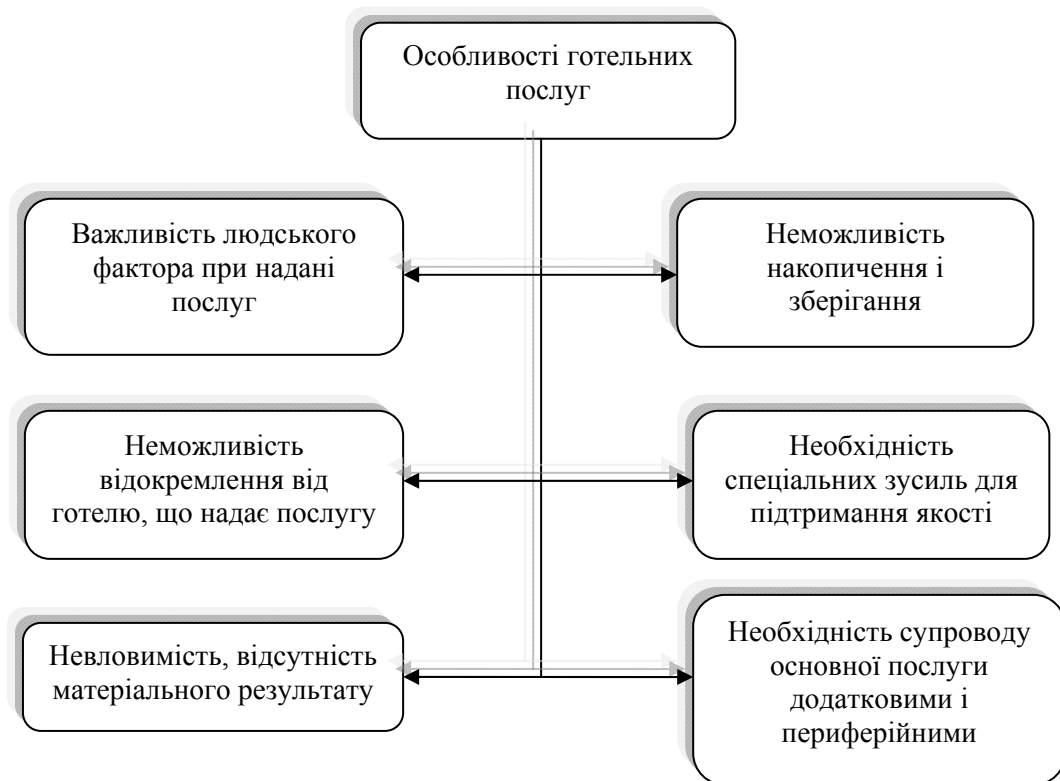 Особливості готельних
послуг
Важливість людського
фактора при надані
послуг
Неможливість
накопичення і
зберігання
Неможливість
відокремлення від
готелю, що надає послугу
Необхідність
спеціальних зусиль для
підтримання якості
Невловимість, відсутність
матеріального результату
Необхідність супроводу
основної послуги
додатковими і
периферійними